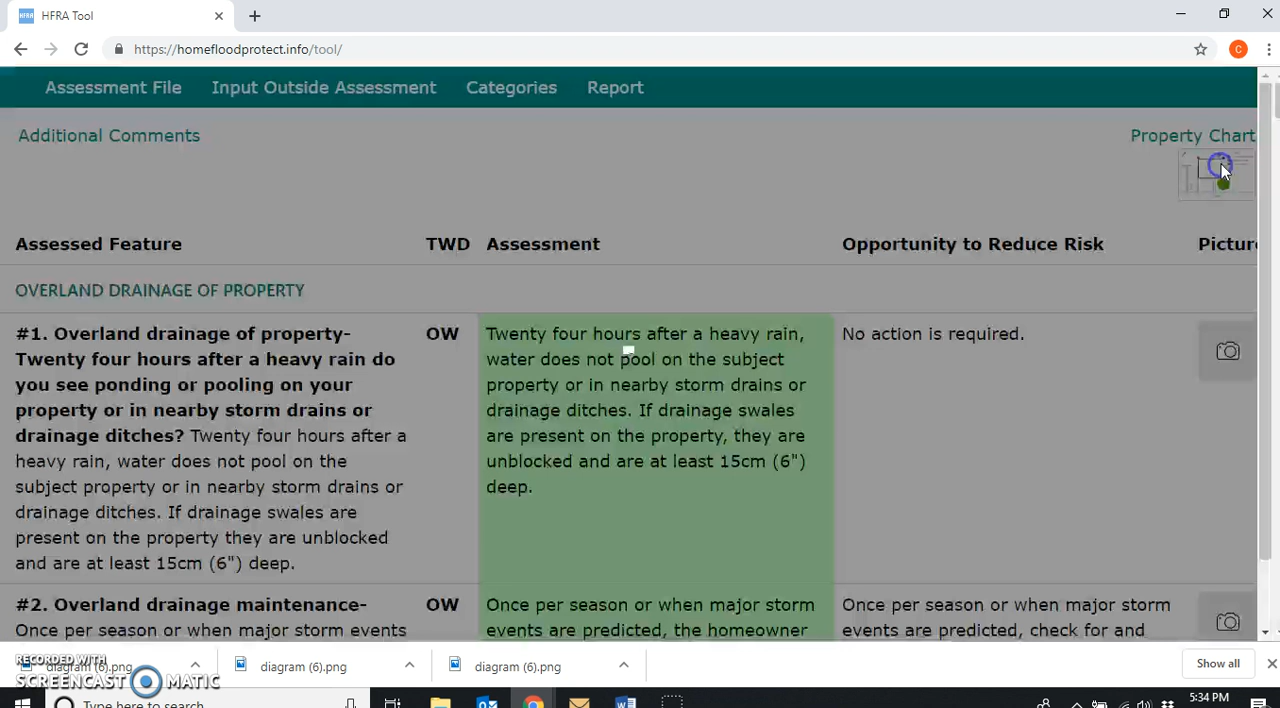 HFRA Tool
https://homefloodprotect.info/tool/
C
Assessment File Input Outside Assessment Categories Report
Additional Comments
Property Chart
Assessed Feature TWD Assessment Opportunity to Reduce Risk Picture
OVERLAND DRAINAGE OF PROPERTY
#1. Overland drainage of property-
Twenty four hours after a heavy rain do
you see ponding or pooling on your
property or in nearby storm drains or
drainage ditches? Twenty four hours after a
heavy rain, water does not pool on the
subject property or in nearby storm drains or
drainage ditches. If drainage swales are
present on the property they are unblocked
and are at least 15cm (6") deep.
OW
Twenty four hours after a heavy rain,
water does not pool on the subject
property or in nearby storm drains or
drainage ditches. If drainage swales
are present on the property, they are
unblocked and are at least 15cm (6")
deep.
No action is required.
#2. Overland drainage maintenance-
Once per season or when major storm events
OW
Once per season or when major storm
events are predicted, the homeowner
Once per season or when major storm
events are predicted, check for and
diagram (6).png diagram (6).png diagram (6).png Show all
RECORDED WITH
SCREENCAST MATIC
Type here to search
5:34 PM